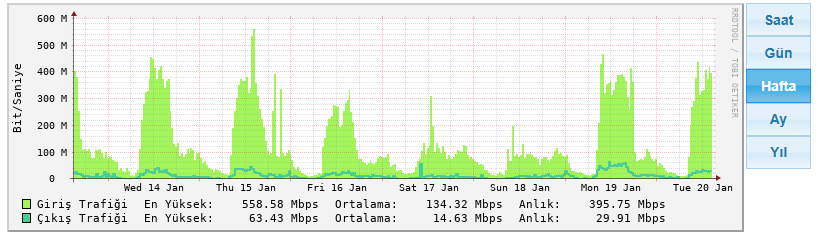 600 M
500 M
400 M
300 M
200 M
100 M
0
Bit/Saniye
RRDTOOL / TOBI OETIKER
Wed 14 Jan Thu 15 Jan Fri 16 Jan Sat 17 Jan Sun 18 Jan Mon 19 Jan Tue 20 Jan
Giriş Trafiği En Yüksek: 558.58 Mbps Ortalama: 134.32 Mbps Anlık: 395.75 Mbps
Çıkış Trafiği En Yüksek: 63.43 Mbps Ortalama: 14.63 Mbps Anlık: 29.91 Mbps
Saat
Gün
Hafta
Ay
Yıl